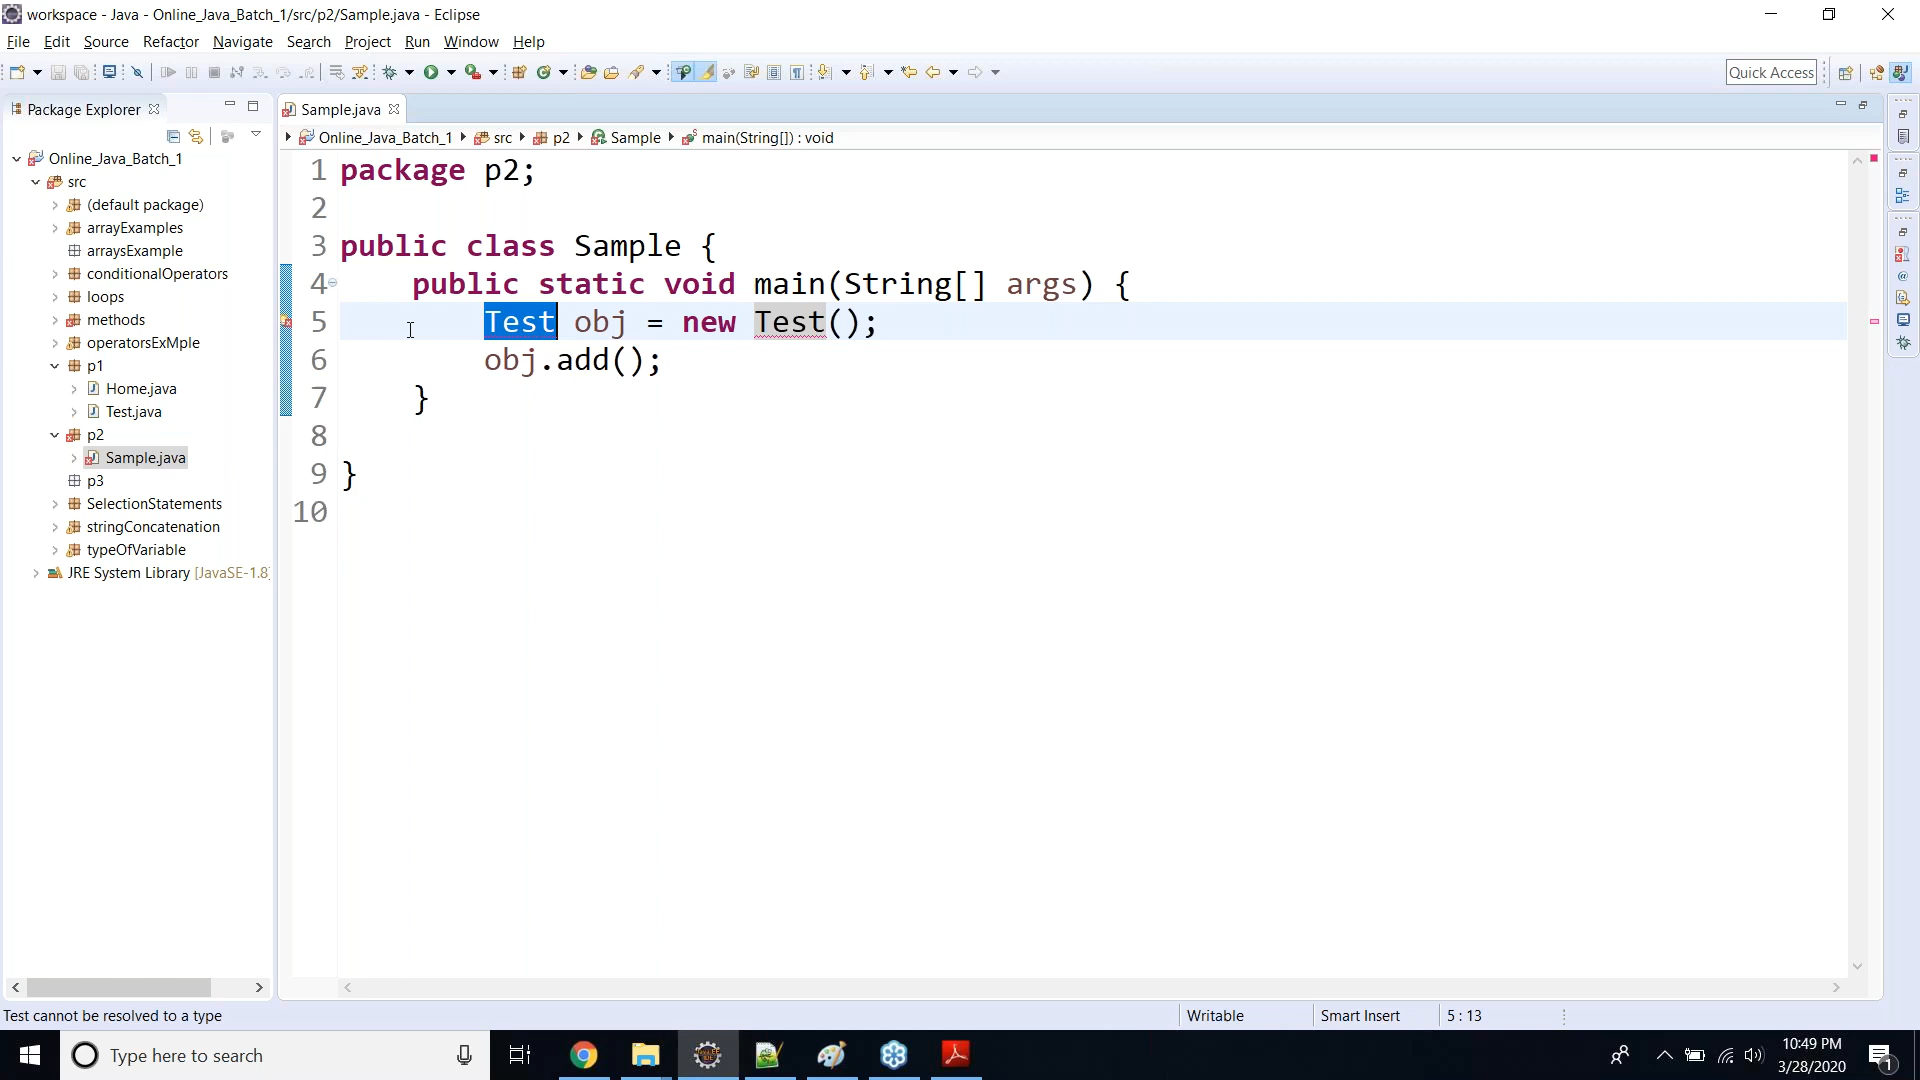 workspace - Java - Online_Java_Batch_1/src/p2/Sample.java - Eclipse
File Edit Source Refactor Navigate Search Project Run Window Help
Quick Access
Package Explorer
Sample.java
Online_Java_Batch_1 src p2 Sample main(String[]) : void
Online_Java_Batch_1
src
(default package)
arrayExamples
arraysExample
conditionalOperators
loops
methods
operatorsExMple
p1
Home.java
Test.java
p2
Sample.java
p3
SelectionStatements
stringConcatenation
typeOfVariable
JRE System Library [JavaSE-1.8]
1 package p2;
2
3 public class Sample {
4 public static void main(String[] args) {
5 Test obj = new Test();
6 obj.add();
7 }
8
9 }
10
Test cannot be resolved to a type
Writable
Smart Insert
5 : 13
Type here to search
10:49 PM
3/28/2020
1